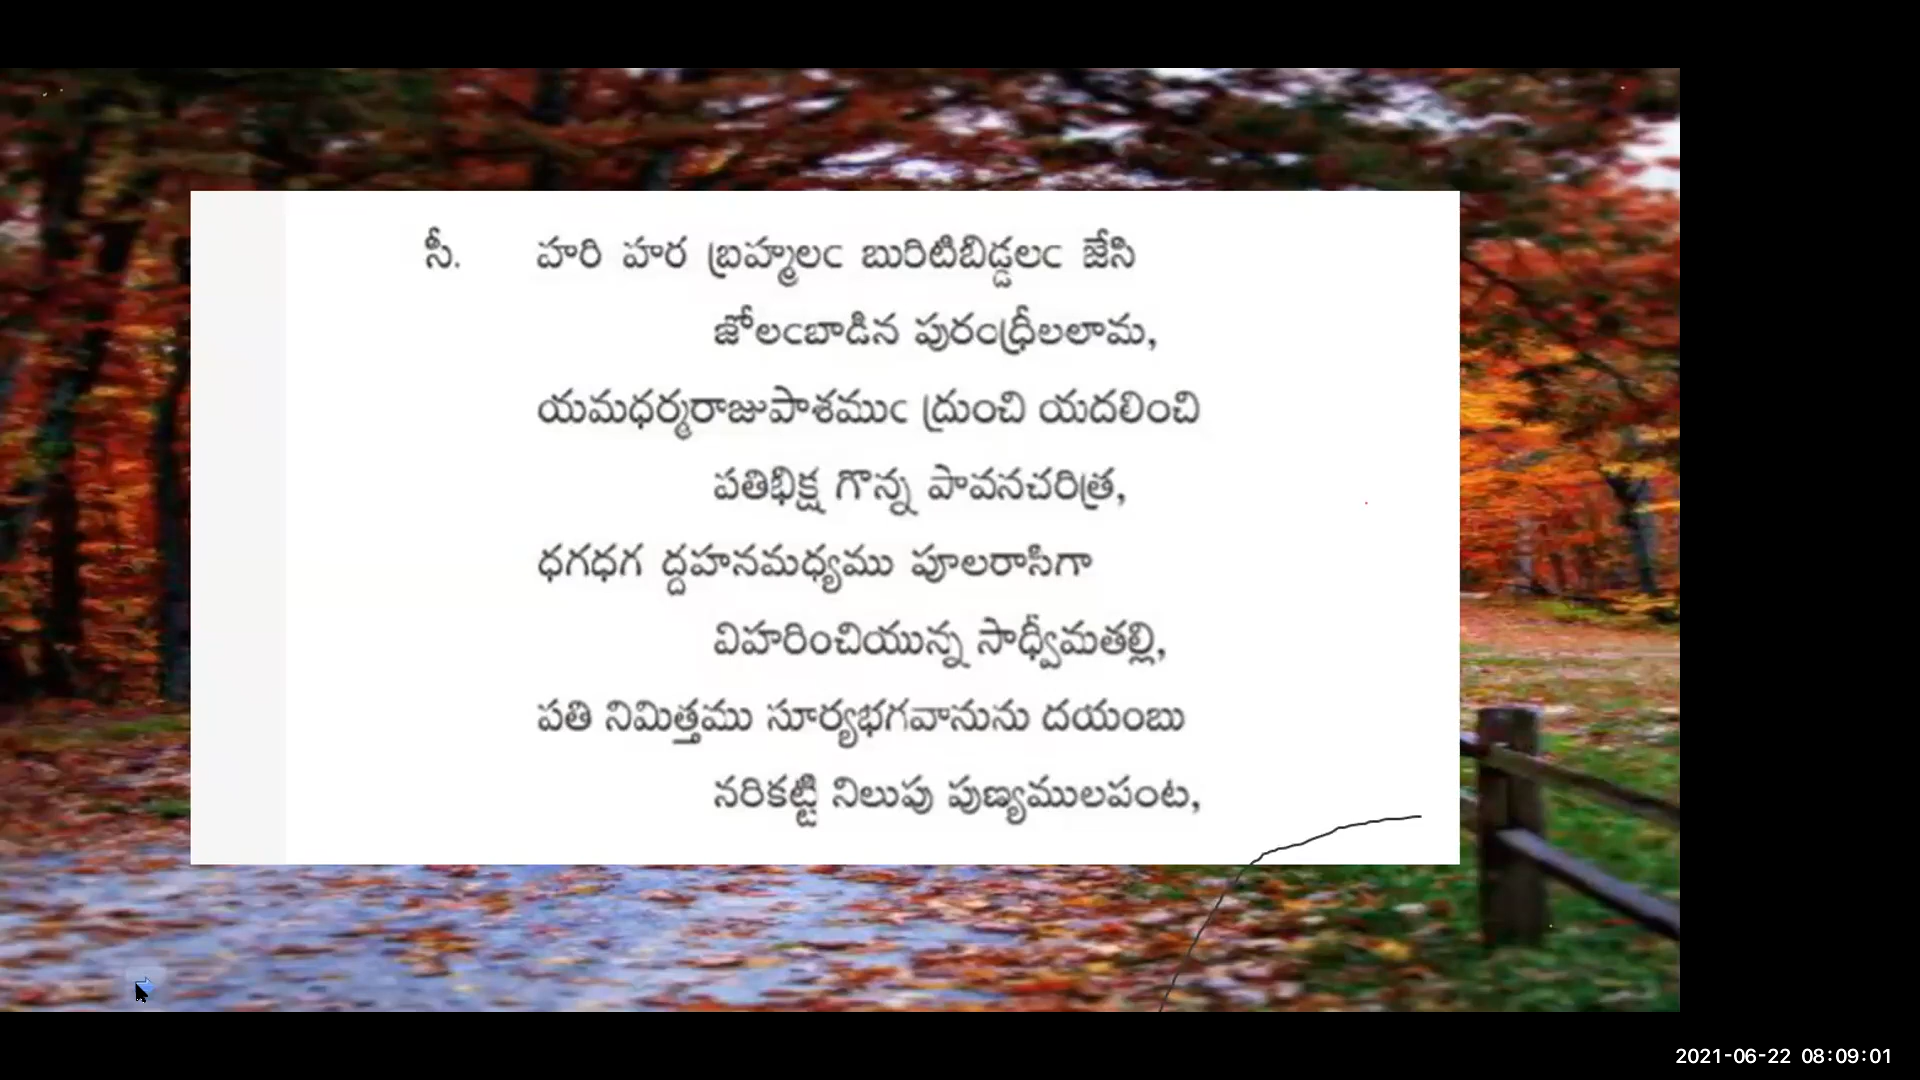 సీ. హరి హర బ్రహ్మలఁ బురిటిబిడ్డలఁ జేసి
జోలఁబాడిన పురంధ్రీలలామ,
యమధర్మరాజుపాశముఁ ద్రుంచి యదలించి
పతిభిక్ష గొన్న పావనచరిత్ర,
ధగధగ ద్దహనమధ్యము పూలరాసిగా
విహరించియున్న సాధ్వీమతల్లి,
పతి నిమిత్తము సూర్యభగవానును దయంబు
నరికట్టి నిలుపు పుణ్యములపంట,
2021-06-22 08:09:01